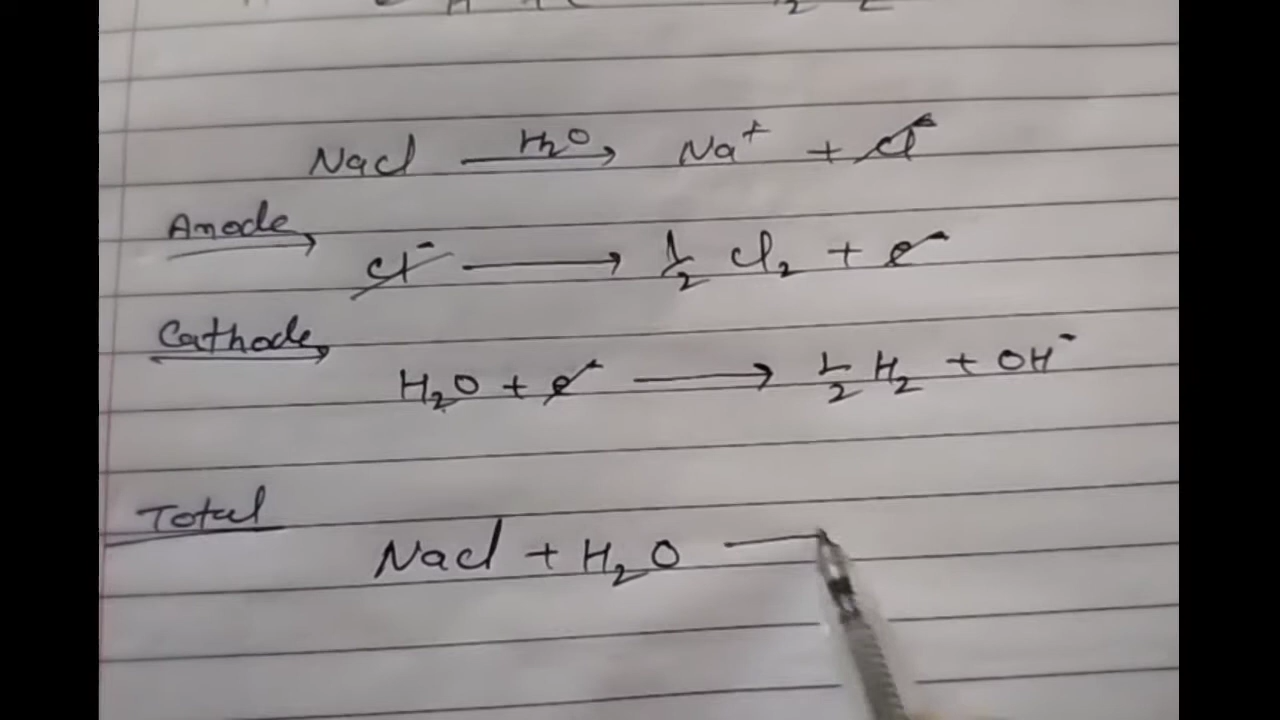 NaCl H₂O → Na⁺ + Cl⁻
Anode
Cl⁻ → 1/2 Cl₂ + e⁻
Cathode
H₂O + e⁻ → 1/2 H₂ + OH⁻
Total
NaCl + H₂O —